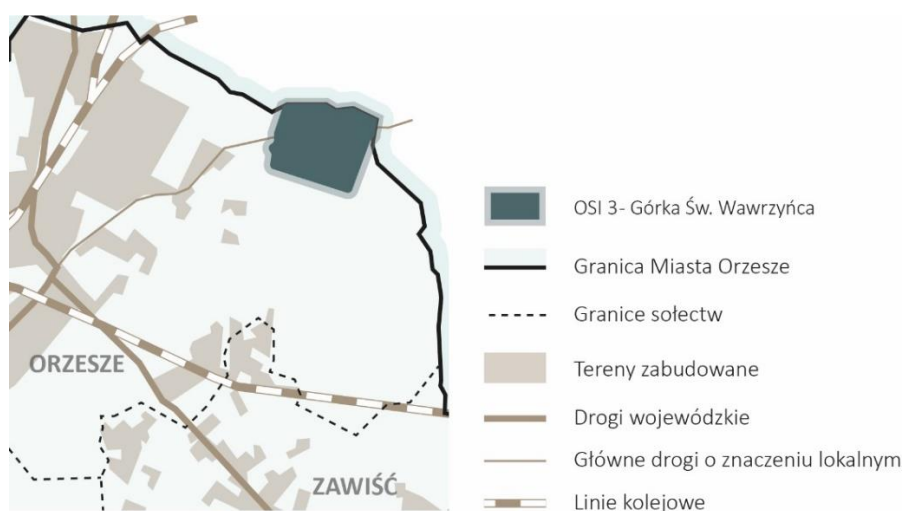 ORZESZE
ZAWIŚĆ
OSI 3- Górka Św. Wawrzyńca
Granica Miasta Orzesze
Granice sołectw
Tereny zabudowane
Drogi wojewódzkie
Główne drogi o znaczeniu lokalnym
Linie kolejowe